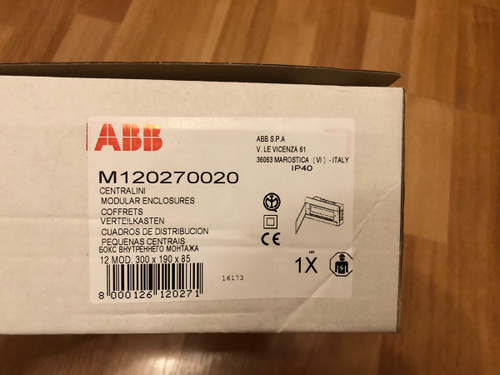 ABB
ABB S.P.A
V. LE VICENZA 61
36063 MAROSTICA (VI) - ITALY
IP40
M120270020
CENTRALINI
MODULAR ENCLOSURES
COFFRETS
VERTEILKASTEN
CUADROS DE DISTRIBUCION
PEQUENAS CENTRAIS
БОКС ВНУТРЕННЕГО МОНТАЖА
12 MOD. 300 x 190 x 85
CE
16173
1X
8 000126 120271